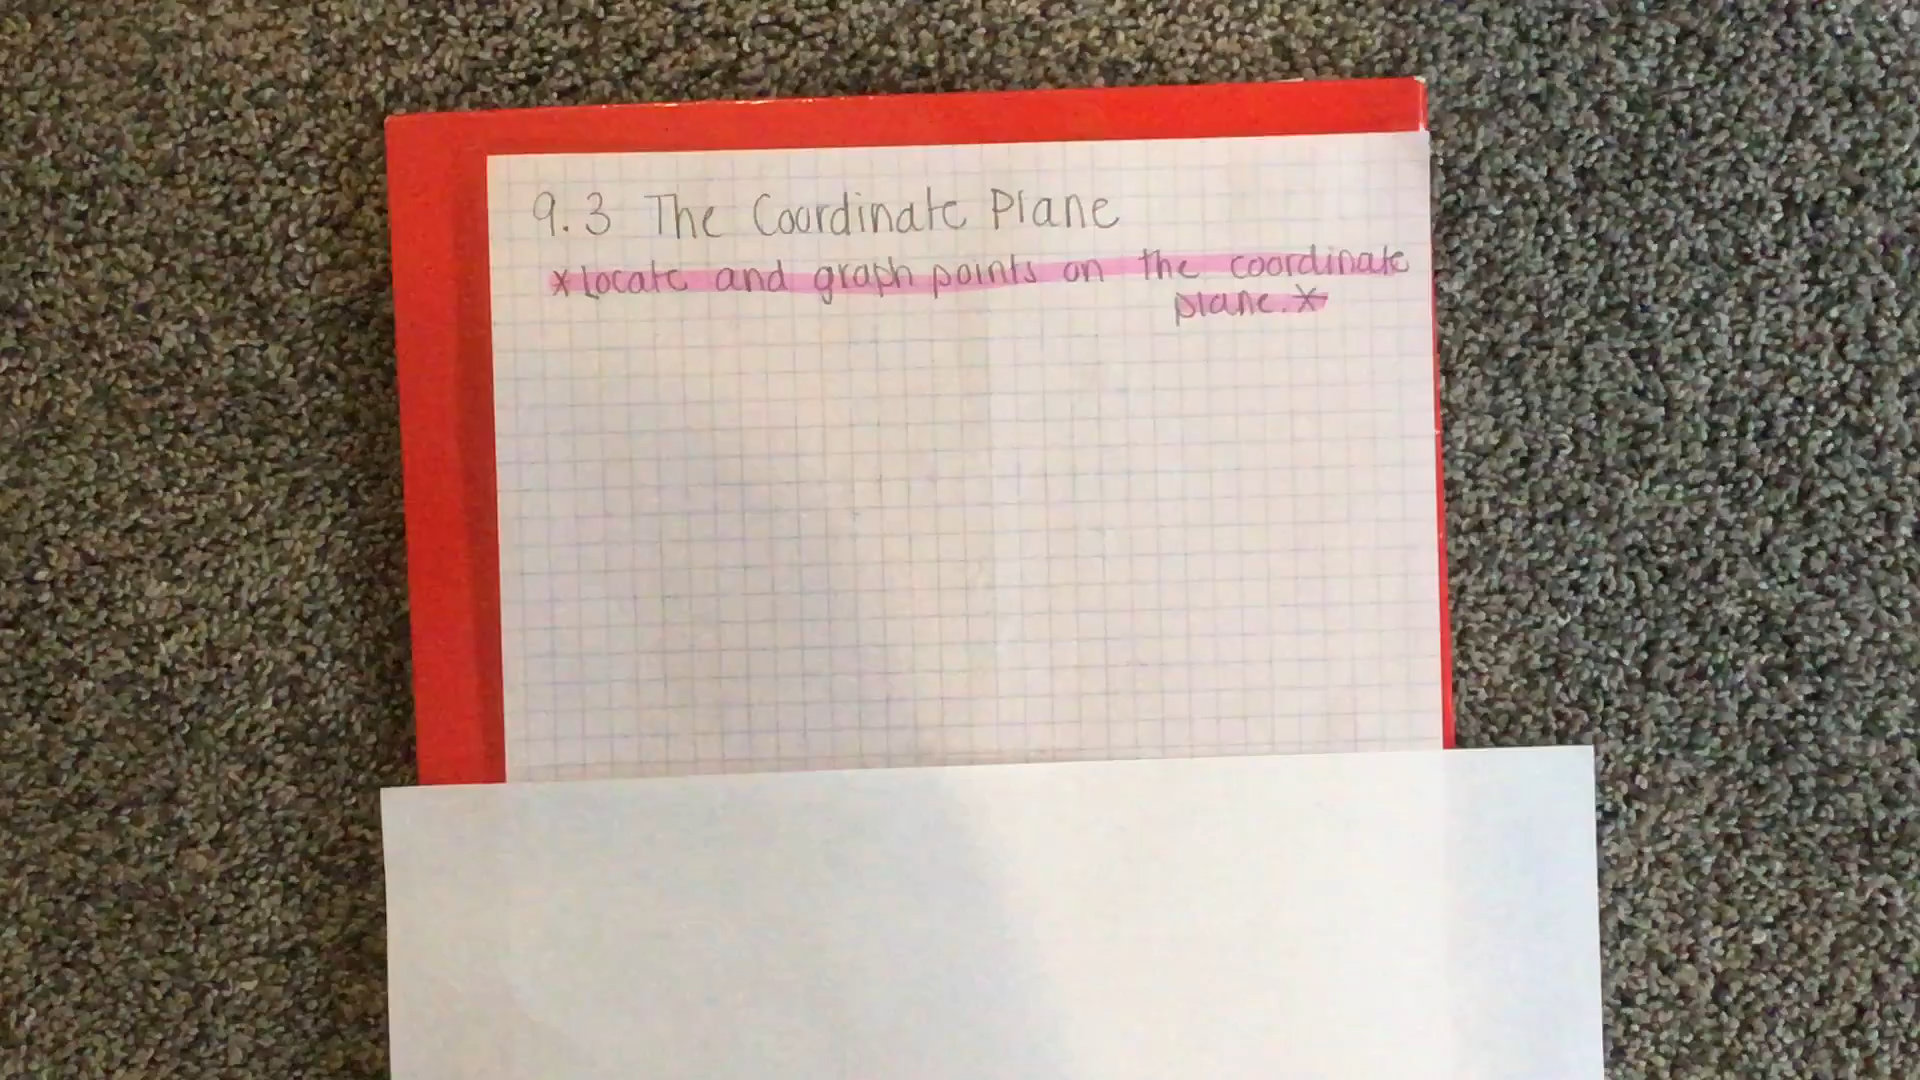 9.3 The Coordinate Plane
*Locate and graph points on the coordinate
plane.*